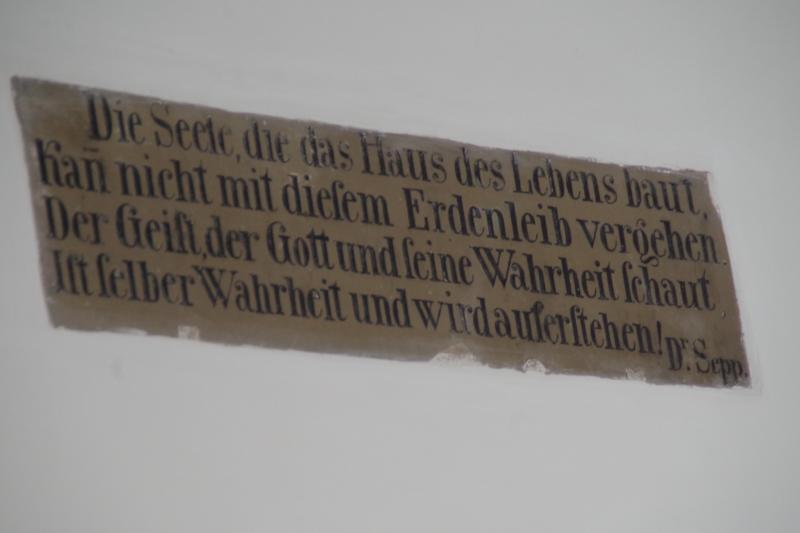 Die Seele, die das Haus des Lebens baut,
Kan̄ nicht mit dieſem Erdenleib vergehen.
Der Geiſt, der Gott und ſeine Wahrheit ſchaut
Iſt ſelber Wahrheit und wird auferſtehen!
Dr. Sepp.